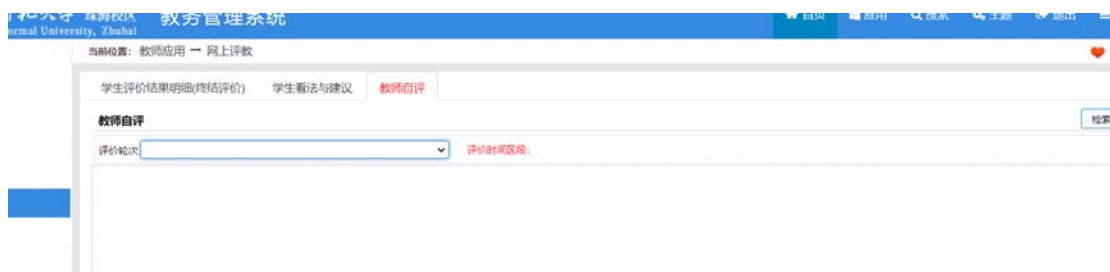 珠海校区 教务管理系统 首页 应用 搜索 主题 退出
ormal University, Zhuhai
当前位置：教师应用 → 网上评教
学生评价结果明细(终结评价) 学生看法与建议 教师自评
教师自评 检索
评价轮次 评价时间区段: